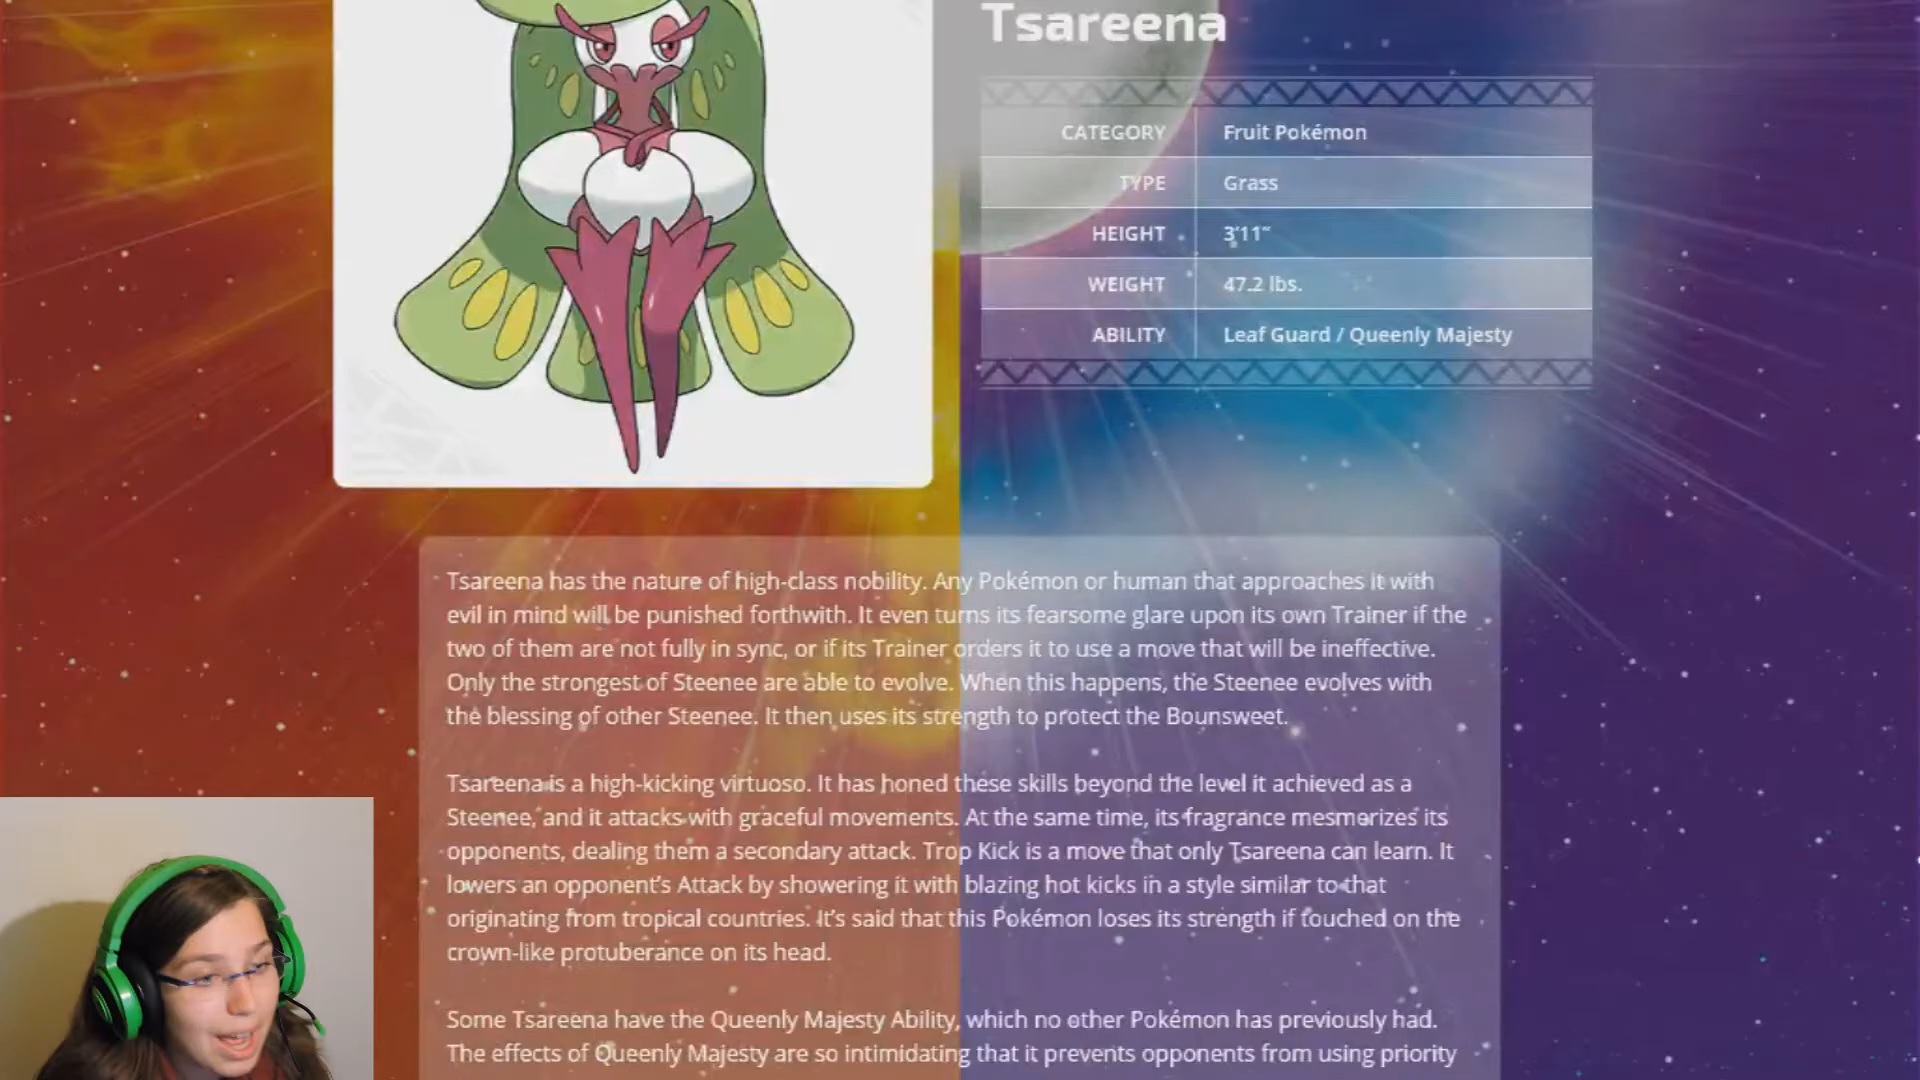 Tsareena
CATEGORY Fruit Pokémon
TYPE Grass
HEIGHT 3'11"
WEIGHT 47.2 lbs.
ABILITY Leaf Guard / Queenly Majesty
Tsareena has the nature of high-class nobility. Any Pokémon or human that approaches it with
evil in mind will be punished forthwith. It even turns its fearsome glare upon its own Trainer if the
two of them are not fully in sync, or if its Trainer orders it to use a move that will be ineffective.
Only the strongest of Steenee are able to evolve. When this happens, the Steenee evolves with
the blessing of other Steenee. It then uses its strength to protect the Bounsweet.
Tsareena is a high-kicking virtuoso. It has honed these skills beyond the level it achieved as a
Steenee, and it attacks with graceful movements. At the same time, its fragrance mesmerizes its
opponents, dealing them a secondary attack. Trop Kick is a move that only Tsareena can learn. It
lowers an opponent's Attack by showering it with blazing hot kicks in a style similar to that
originating from tropical countries. It's said that this Pokémon loses its strength if touched on the
crown-like protuberance on its head.
Some Tsareena have the Queenly Majesty Ability, which no other Pokémon has previously had.
The effects of Queenly Majesty are so intimidating that it prevents opponents from using priority